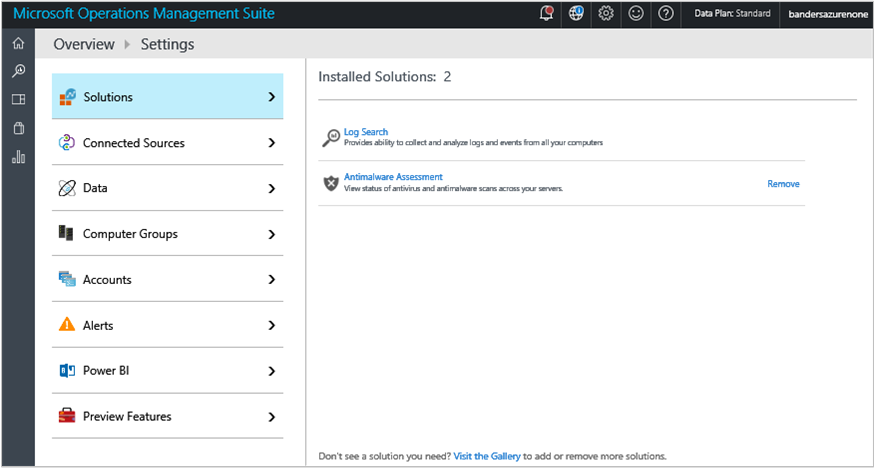 Microsoft Operations Management Suite
Data Plan: Standard
bandersazurenone
Overview Settings
Solutions
Connected Sources
Data
Computer Groups
Accounts
Alerts
Power BI
Preview Features
Installed Solutions: 2
Log Search
Provides ability to collect and analyze logs and events from all your computers
Antimalware Assessment
View status of antivirus and antimalware scans across your servers.
Remove
Don't see a solution you need? Visit the Gallery to add or remove more solutions.